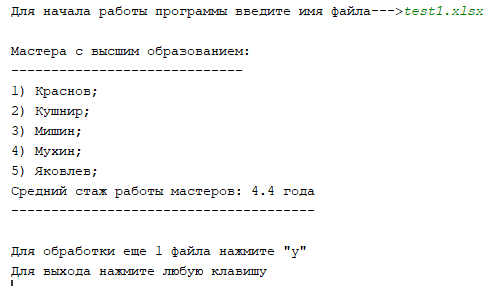 Для начала работы программы введите имя файла--->test1.xlsx
Мастера с высшим образованием:
-----------------------------
1) Краснов;
2) Кушнир;
3) Мишин;
4) Мухин;
5) Яковлев;
Средний стаж работы мастеров: 4.4 года
--------------------------------------
Для обработки еще 1 файла нажмите "y"
Для выхода нажмите любую клавишу